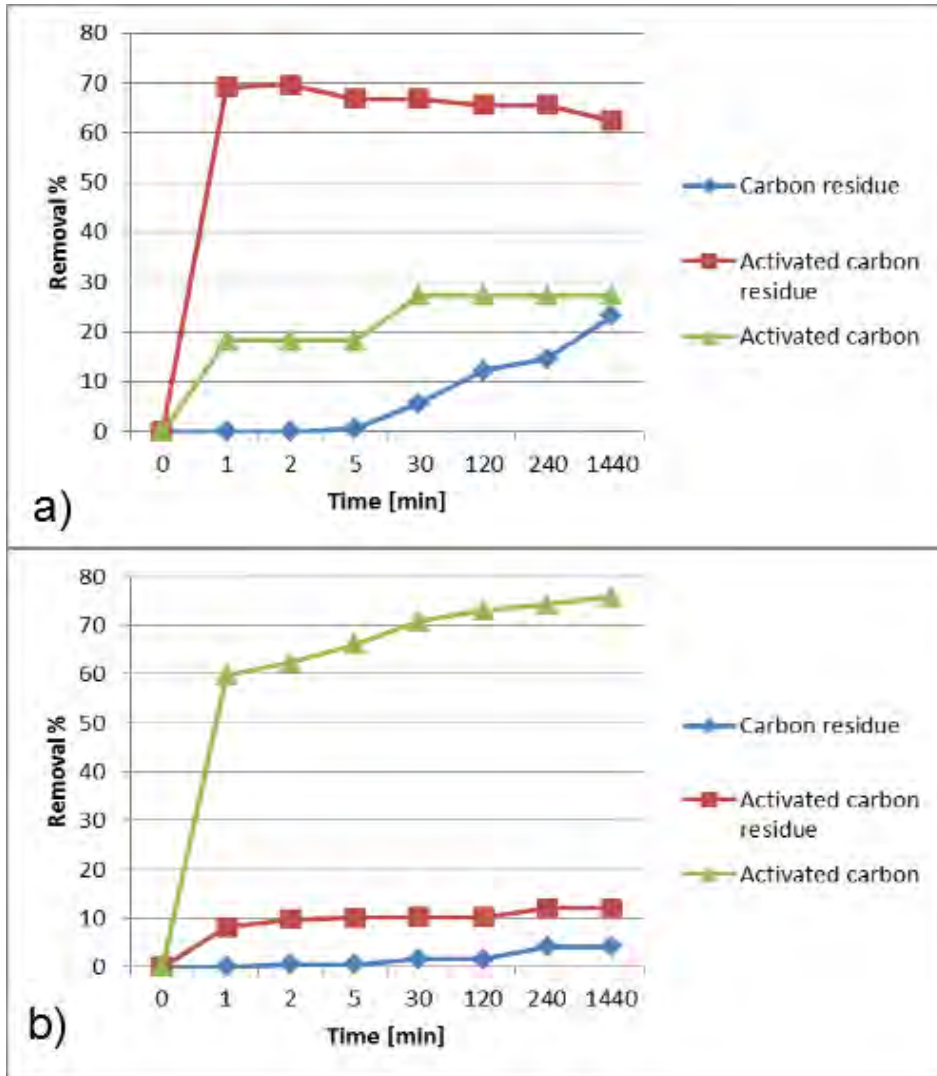 80
70
60
50
40
30
20
10
0
Removal %
0 1 2 5 30 120 240 1440
Time [min]
Carbon residue
Activated carbon
residue
Activated carbon
a)
80
70
60
50
40
30
20
10
0
Removal %
0 1 2 5 30 120 240 1440
Time [min]
Carbon residue
Activated carbon
residue
Activated carbon
b)